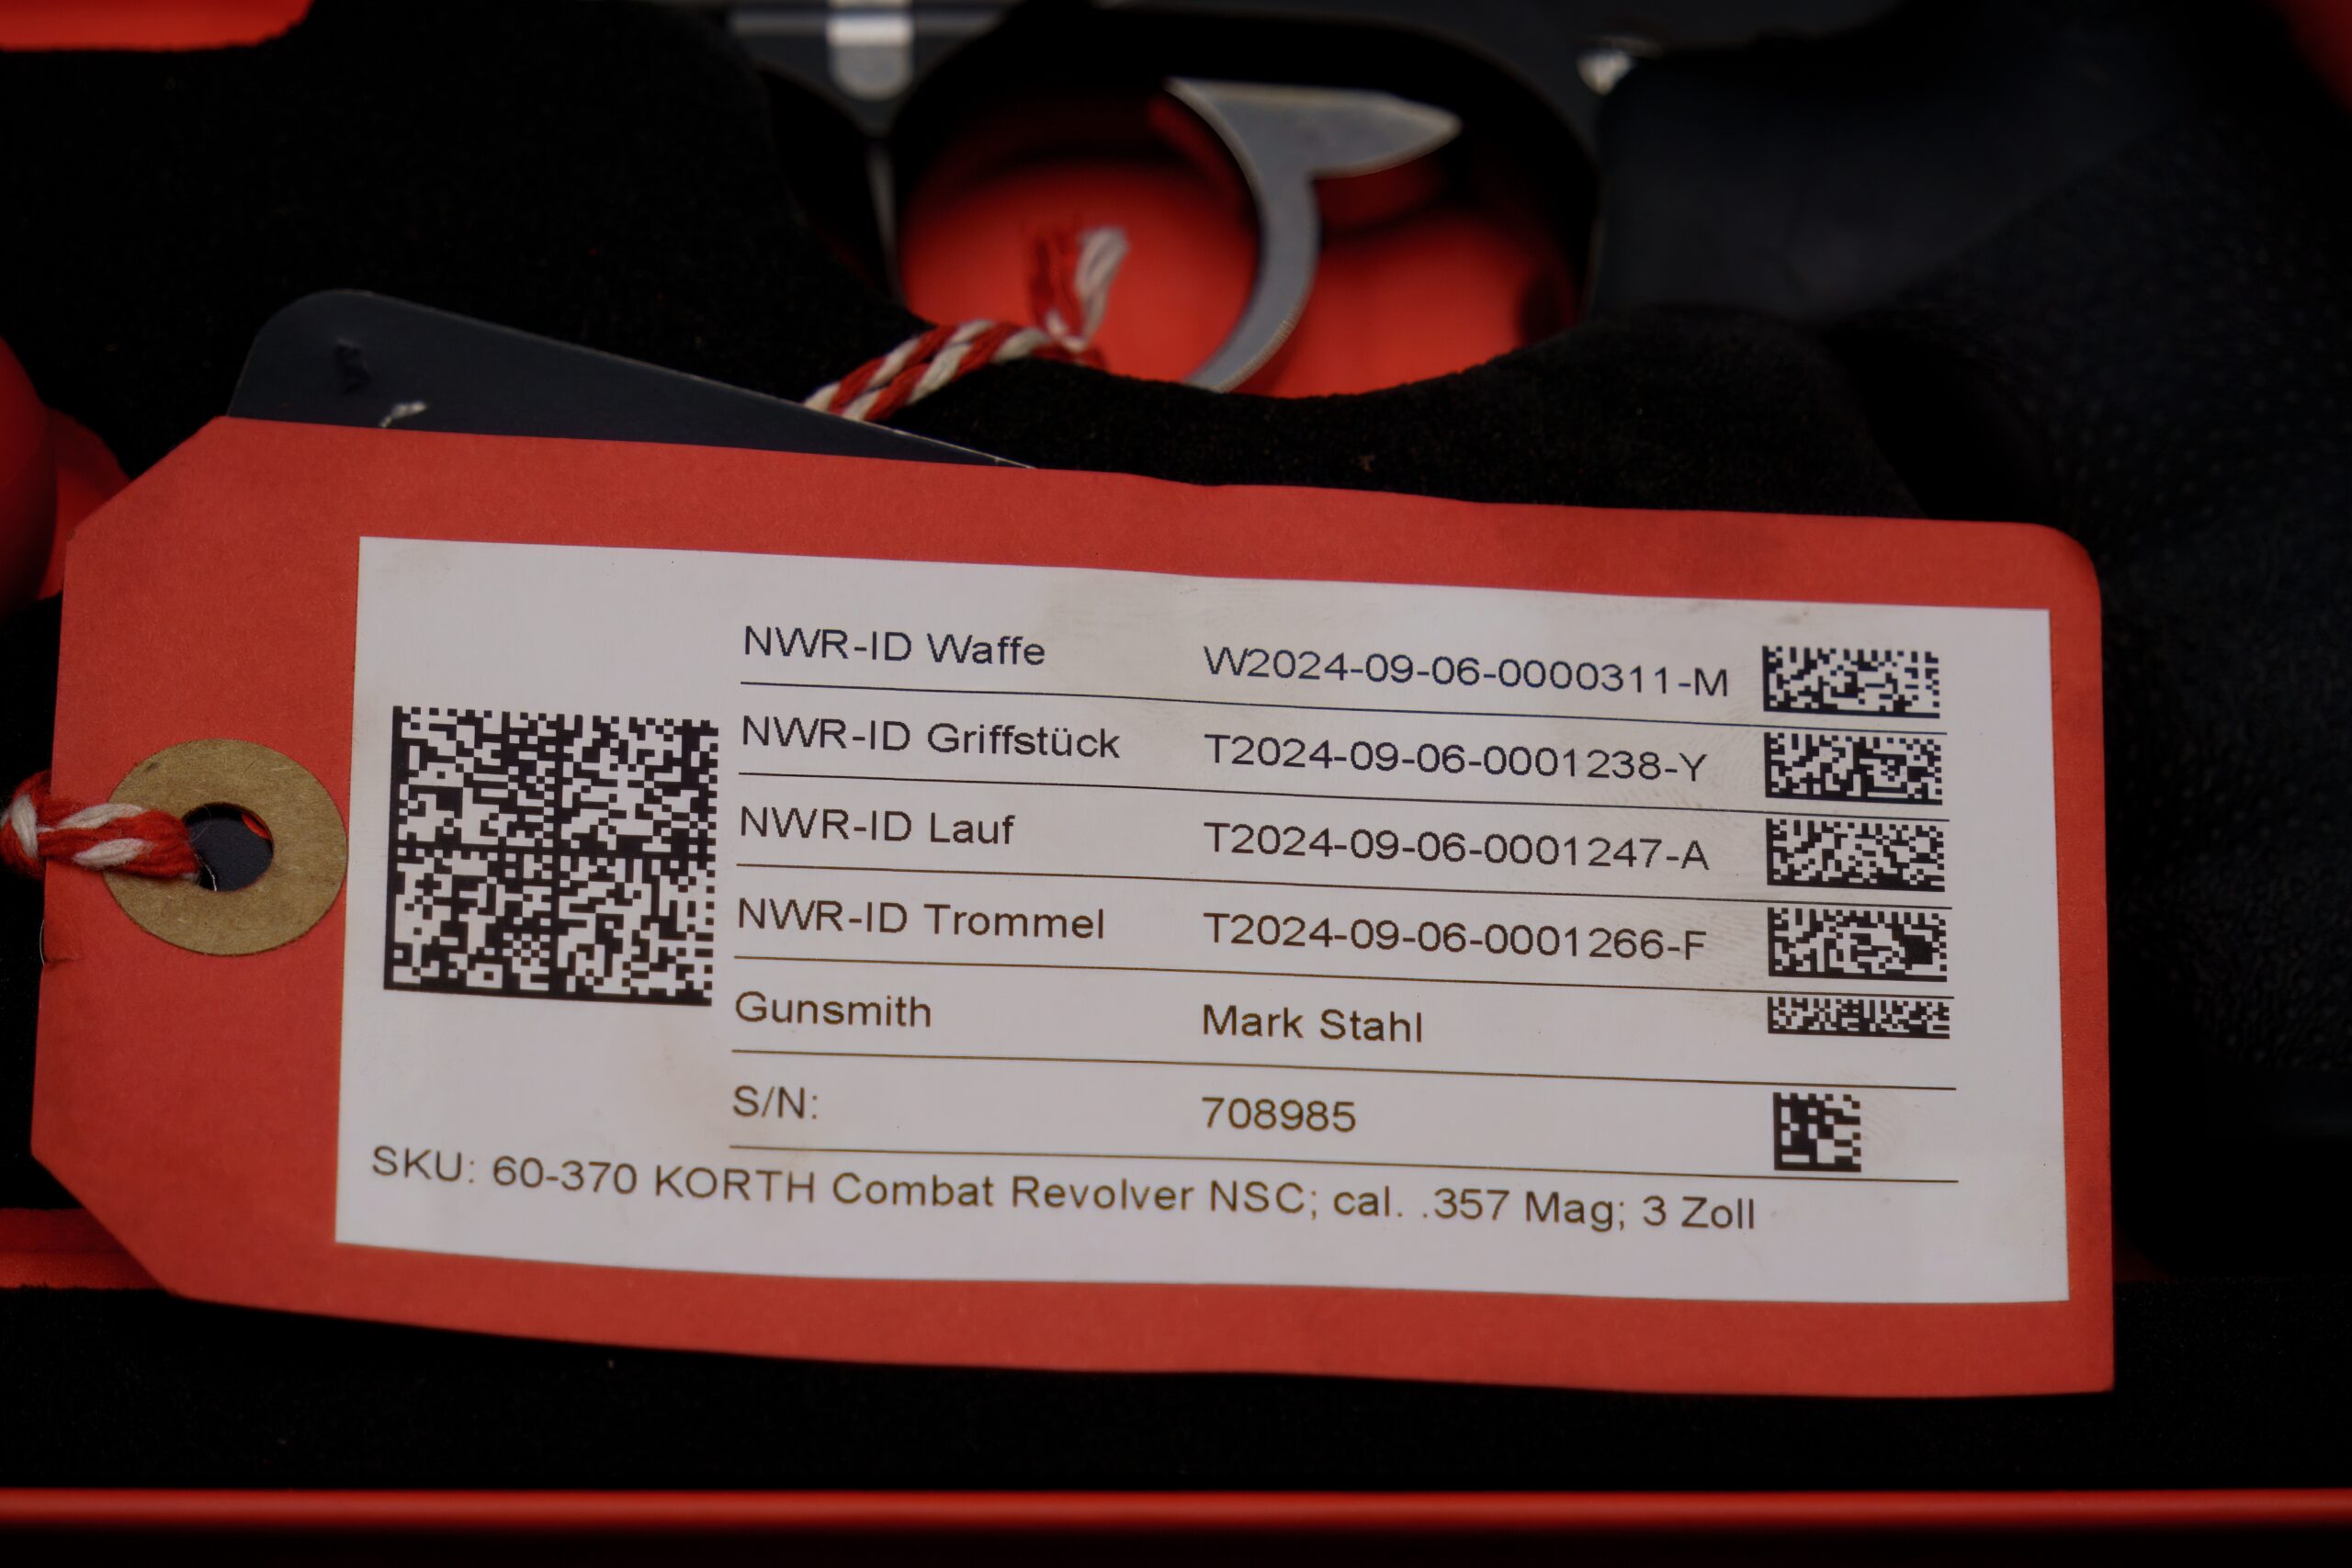 NWR-ID Waffe W2024-09-06-0000311-M
NWR-ID Griffstück T2024-09-06-0001238-Y
NWR-ID Lauf T2024-09-06-0001247-A
NWR-ID Trommel T2024-09-06-0001266-F
Gunsmith Mark Stahl
S/N: 708985
SKU: 60-370 KORTH Combat Revolver NSC; cal. .357 Mag; 3 Zoll